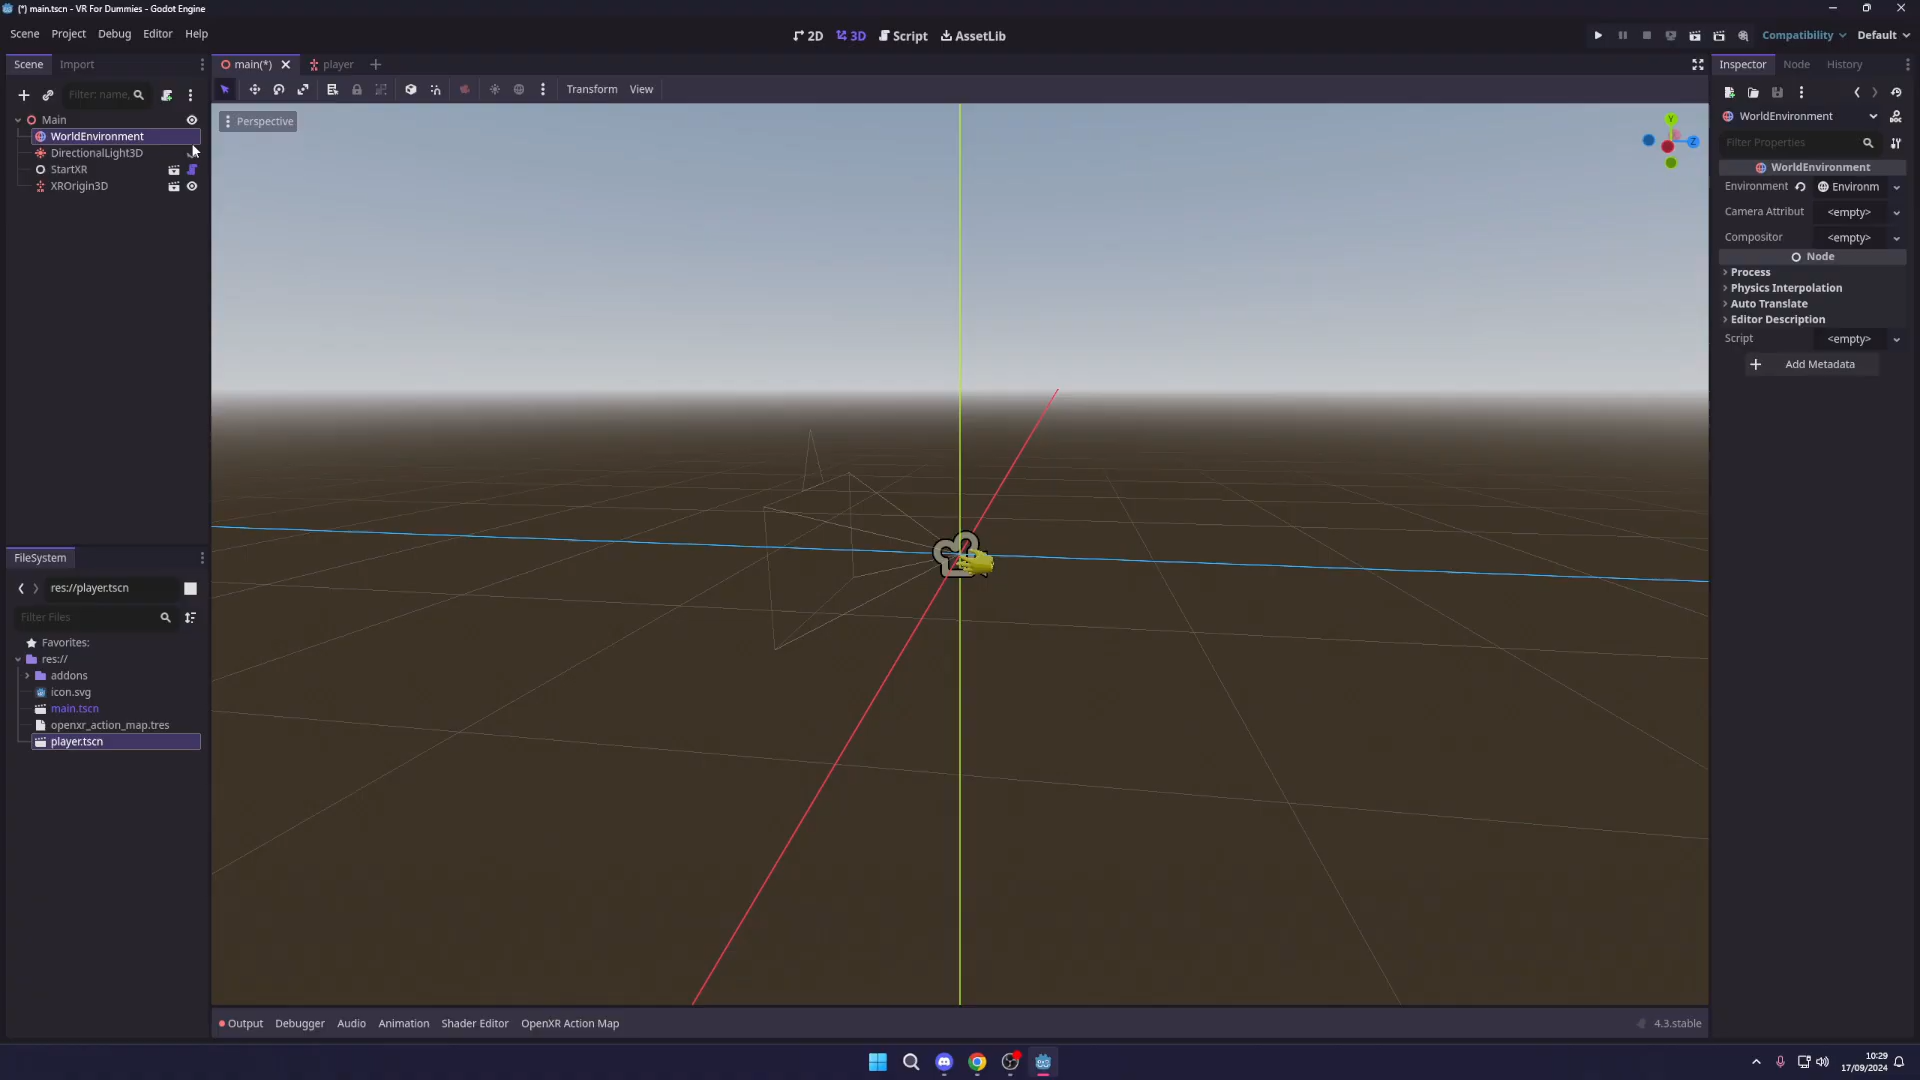 (*) main.tscn - VR For Dummies - Godot Engine
Scene Project Debug Editor Help
2D 3D Script AssetLib
Compatibility Default
Scene Import
main(*) player
Inspector Node History
Filter: name,
Transform View
Main
WorldEnvironment
DirectionalLight3D
StartXR
XROrigin3D
Perspective
Y
Z
WorldEnvironment
Filter Properties
WorldEnvironment
Environment Environm
Camera Attribut <empty>
Compositor <empty>
Node
Process
Physics Interpolation
Auto Translate
Editor Description
Script <empty>
Add Metadata
FileSystem
res://player.tscn
Filter Files
Favorites:
res://
addons
icon.svg
main.tscn
openxr_action_map.tres
player.tscn
Output Debugger Audio Animation Shader Editor OpenXR Action Map
4.3.stable
10:29
17/09/2024